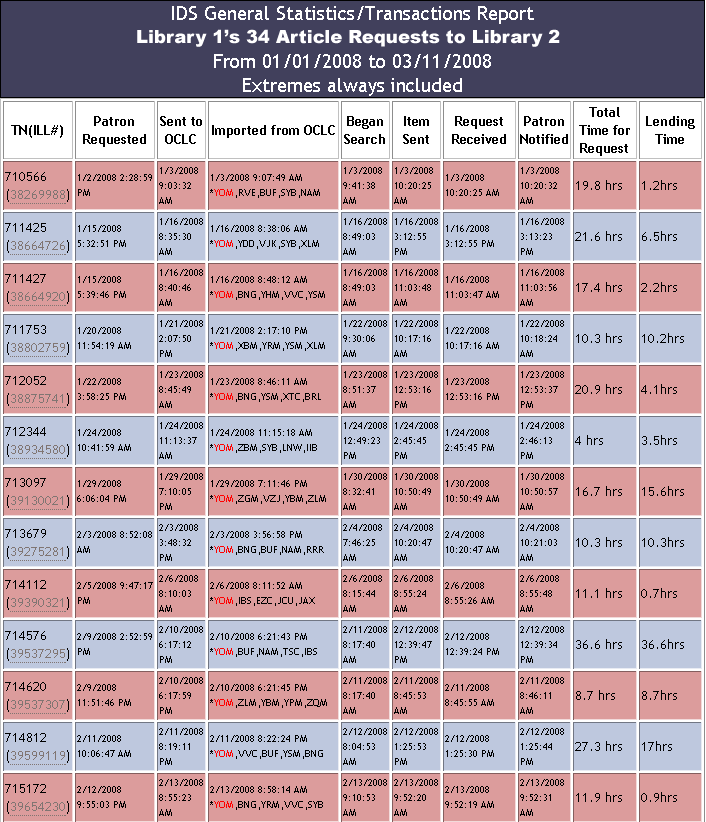 IDS General Statistics/Transactions Report
Library 1's 34 Article Requests to Library 2
From 01/01/2008 to 03/11/2008
Extremes always included
TN(ILL#) Patron Requested Sent to OCLC Imported from OCLC Began Search Item Sent Request Received Patron Notified Total Time for Request Lending Time
710566 (38269988) 1/2/2008 2:28:59 PM 1/3/2008 9:03:32 AM 1/3/2008 9:07:49 AM *YOM,RVE,BUF,SYB,NAM 1/3/2008 9:41:38 AM 1/3/2008 10:20:25 AM 1/3/2008 10:20:25 AM 1/3/2008 10:20:32 AM 19.8 hrs 1.2hrs
711425 (38664726) 1/15/2008 5:32:51 PM 1/16/2008 8:35:30 AM 1/16/2008 8:38:06 AM *YOM,YDD,VJK,SYB,XLM 1/16/2008 8:49:03 AM 1/16/2008 3:12:55 PM 1/16/2008 3:12:55 PM 1/16/2008 3:13:23 PM 21.6 hrs 6.5hrs
711427 (38664920) 1/15/2008 5:39:46 PM 1/16/2008 8:40:46 AM 1/16/2008 8:48:12 AM *YOM,BNG,YHM,VVC,YSM 1/16/2008 8:49:03 AM 1/16/2008 11:03:48 AM 1/16/2008 11:03:47 AM 1/16/2008 11:03:56 AM 17.4 hrs 2.2hrs
711753 (38802759) 1/20/2008 11:54:19 AM 1/21/2008 2:07:50 PM 1/21/2008 2:17:10 PM *YOM,XBM,YRM,YSM,XLM 1/22/2008 9:30:06 AM 1/22/2008 10:17:16 AM 1/22/2008 10:17:16 AM 1/22/2008 10:18:24 AM 10.3 hrs 10.2hrs
712052 (38875741) 1/22/2008 3:58:25 PM 1/23/2008 8:45:49 AM 1/23/2008 8:46:11 AM *YOM,BNG,YSM,XTC,BRL 1/23/2008 8:51:37 AM 1/23/2008 12:53:16 PM 1/23/2008 12:53:16 PM 1/23/2008 12:53:37 PM 20.9 hrs 4.1hrs
712344 (38934580) 1/24/2008 10:41:59 AM 1/24/2008 11:13:37 AM 1/24/2008 11:15:18 AM *YOM,ZBM,SYB,LNW,IIB 1/24/2008 12:49:23 PM 1/24/2008 2:45:45 PM 1/24/2008 2:45:45 PM 1/24/2008 2:46:13 PM 4 hrs 3.5hrs
713097 (39130021) 1/29/2008 6:06:04 PM 1/29/2008 7:10:05 PM 1/29/2008 7:11:46 PM *YOM,ZGM,VZJ,YBM,ZLM 1/30/2008 8:32:41 AM 1/30/2008 10:50:49 AM 1/30/2008 10:50:49 AM 1/30/2008 10:50:57 AM 16.7 hrs 15.6hrs
713679 (39275281) 2/3/2008 8:52:08 AM 2/3/2008 3:48:32 PM 2/3/2008 3:56:58 PM *YOM,BNG,BUF,NAM,RRR 2/4/2008 7:46:25 AM 2/4/2008 10:20:47 AM 2/4/2008 10:20:47 AM 2/4/2008 10:21:03 AM 10.3 hrs 10.3hrs
714112 (39390321) 2/5/2008 9:47:17 PM 2/6/2008 8:10:03 AM 2/6/2008 8:11:52 AM *YOM,IBS,EZC,JCU,JAX 2/6/2008 8:15:44 AM 2/6/2008 8:55:24 AM 2/6/2008 8:55:26 AM 2/6/2008 8:55:48 AM 11.1 hrs 0.7hrs
714576 (39537295) 2/9/2008 2:52:59 PM 2/10/2008 6:17:12 PM 2/10/2008 6:21:43 PM *YOM,BUF,NAM,TSC,IBS 2/11/2008 8:17:40 AM 2/12/2008 12:39:47 PM 2/12/2008 12:39:24 PM 2/12/2008 12:39:34 PM 36.6 hrs 36.6hrs
714620 (39537307) 2/9/2008 11:51:46 PM 2/10/2008 6:17:59 PM 2/10/2008 6:21:45 PM *YOM,ZLM,YBM,YPM,ZQM 2/11/2008 8:17:40 AM 2/11/2008 8:45:53 AM 2/11/2008 8:45:55 AM 2/11/2008 8:46:11 AM 8.7 hrs 8.7hrs
714812 (39599119) 2/11/2008 10:06:47 AM 2/11/2008 8:19:11 PM 2/11/2008 8:22:24 PM *YOM,VVC,BUF,YSM,BNG 2/12/2008 8:04:53 AM 2/12/2008 1:25:53 PM 2/12/2008 1:25:30 PM 2/12/2008 1:25:44 PM 27.3 hrs 17hrs
715172 (39654230) 2/12/2008 9:55:03 PM 2/13/2008 8:55:23 AM 2/13/2008 8:58:14 AM *YOM,BNG,YRM,VVC,SYB 2/13/2008 9:10:53 AM 2/13/2008 9:52:20 AM 2/13/2008 9:52:19 AM 2/13/2008 9:52:31 AM 11.9 hrs 0.9hrs